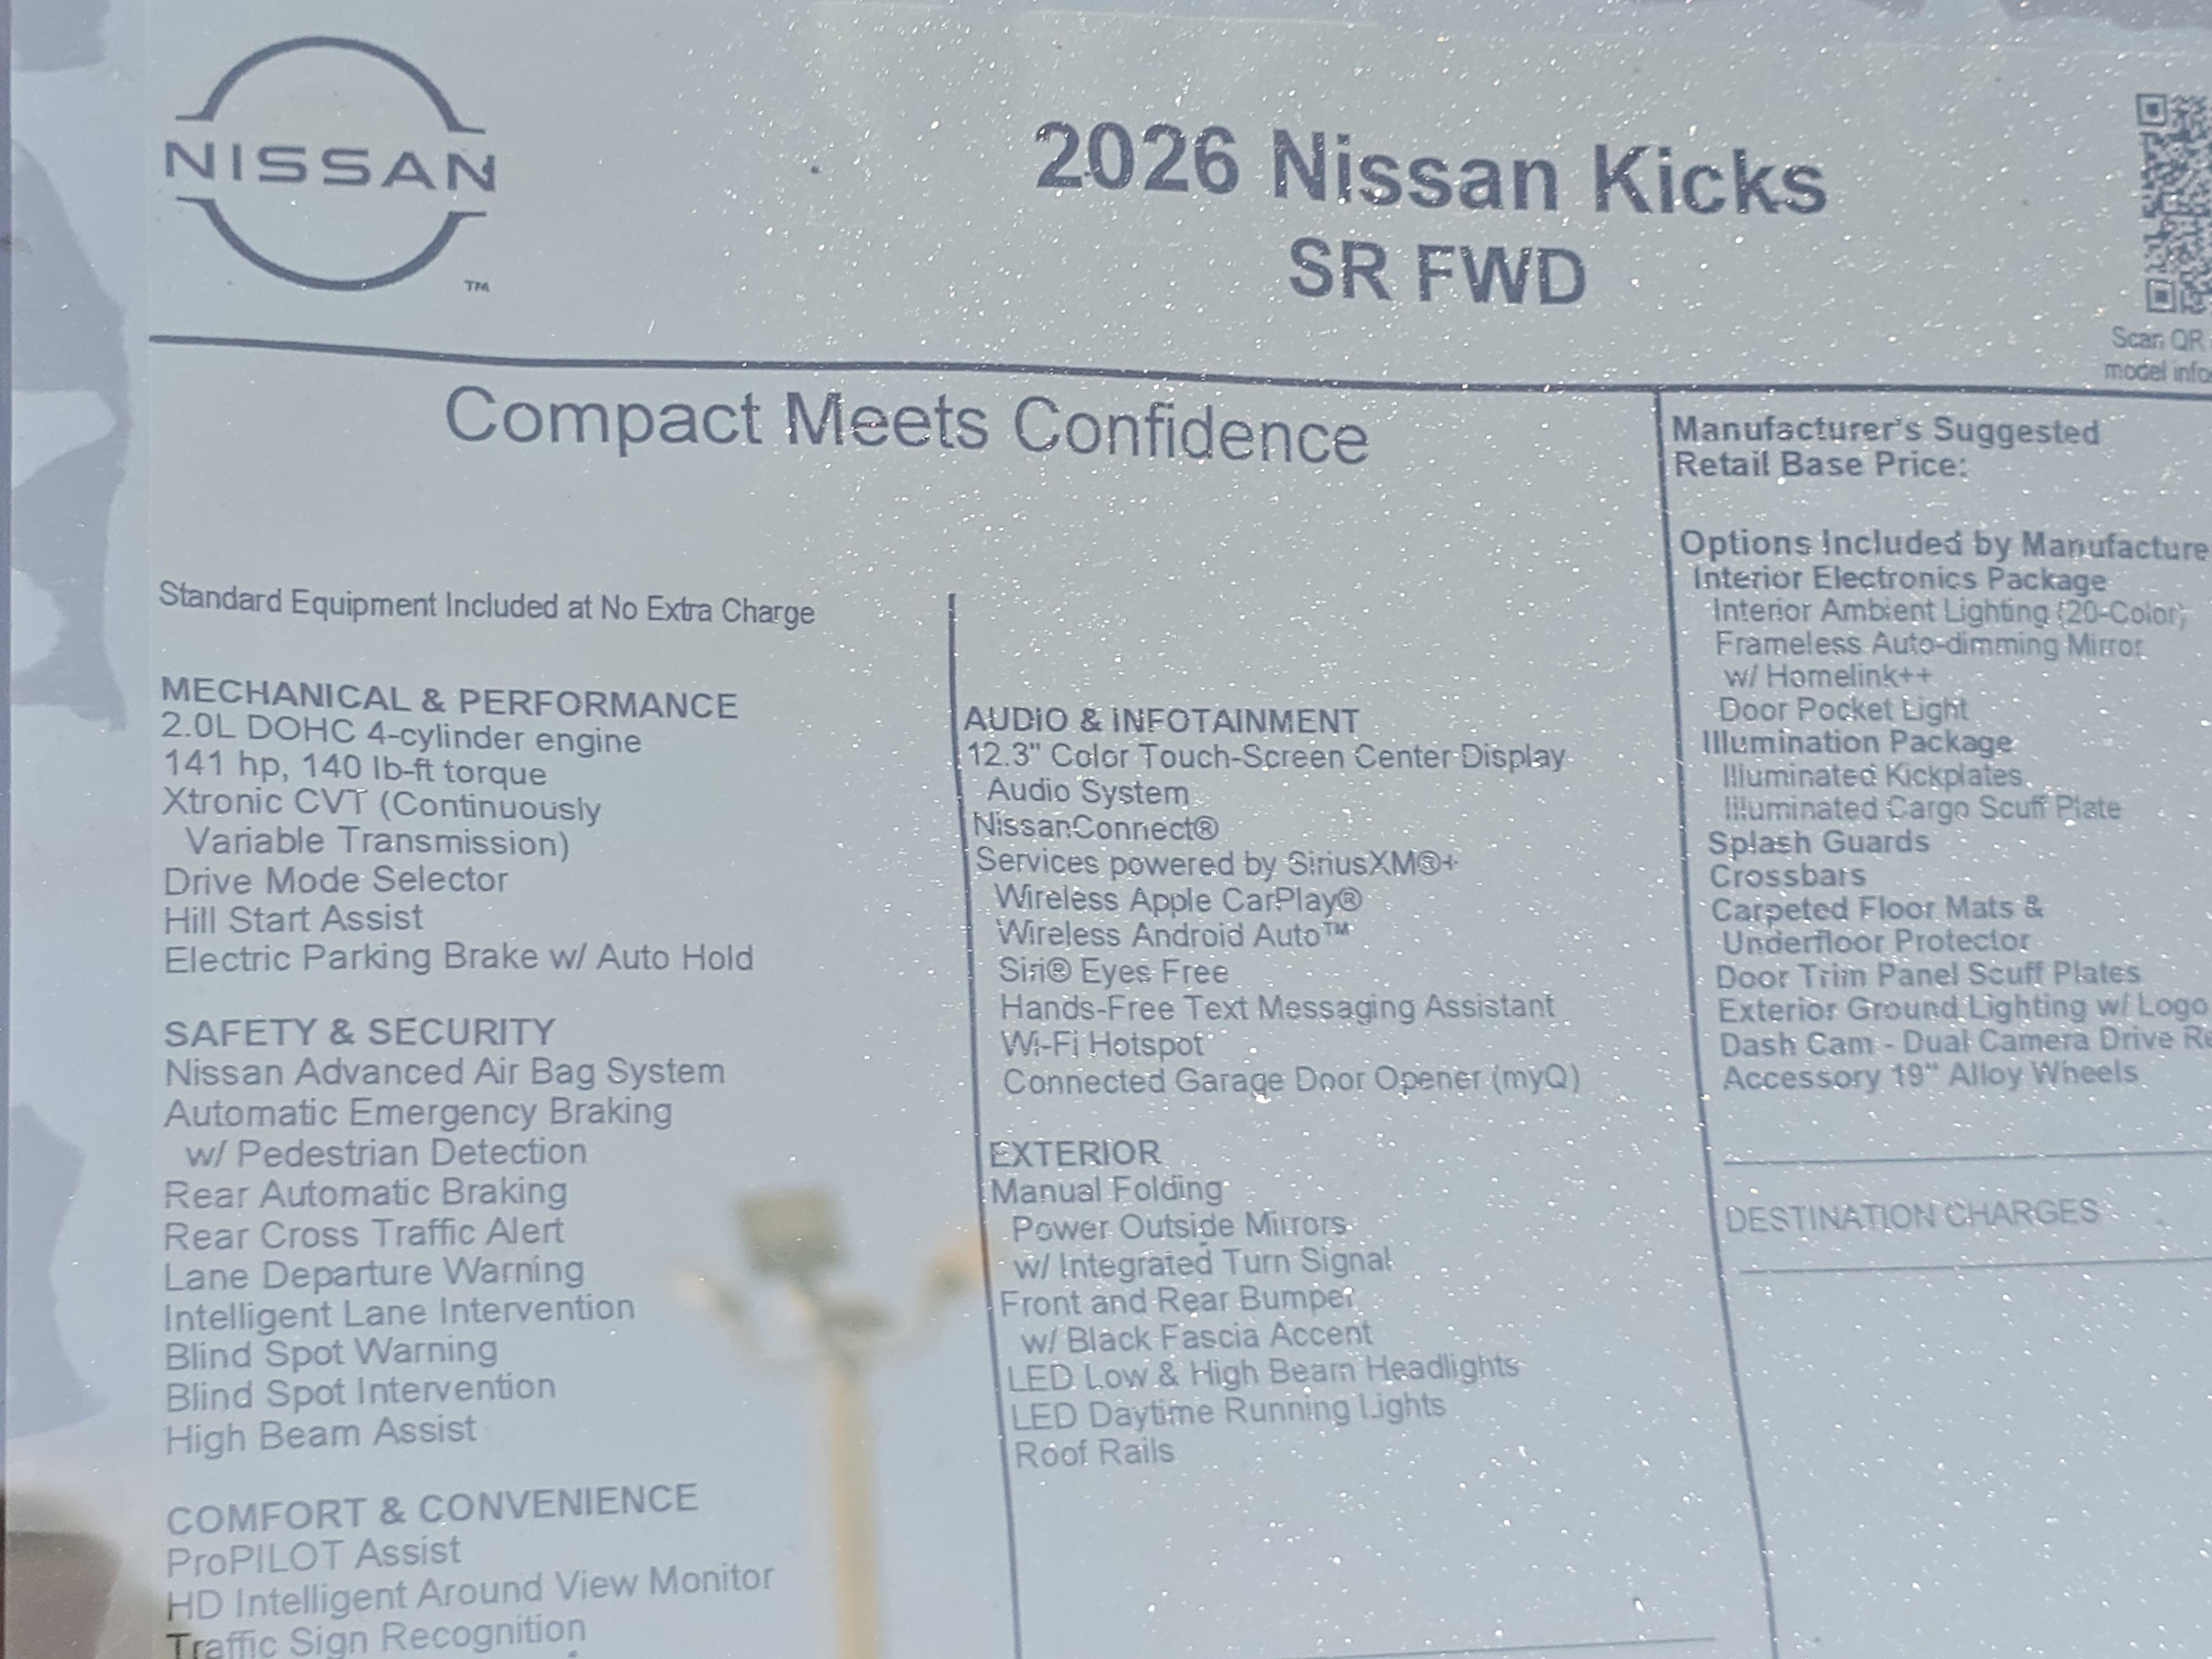 NISSAN
TM
2026 Nissan Kicks
SR FWD
Scan QR
model info
Compact Meets Confidence
Standard Equipment Included at No Extra Charge
MECHANICAL & PERFORMANCE
2.0L DOHC 4-cylinder engine
141 hp, 140 lb-ft torque
Xtronic CVT (Continuously
Variable Transmission)
Drive Mode Selector
Hill Start Assist
Electric Parking Brake w/ Auto Hold
SAFETY & SECURITY
Nissan Advanced Air Bag System
Automatic Emergency Braking
w/ Pedestrian Detection
Rear Automatic Braking
Rear Cross Traffic Alert
Lane Departure Warning
Intelligent Lane Intervention
Blind Spot Warning
Blind Spot Intervention
High Beam Assist
COMFORT & CONVENIENCE
ProPILOT Assist
HD Intelligent Around View Monitor
Traffic Sign Recognition
AUDIO & INFOTAINMENT
12.3" Color Touch-Screen Center Display
Audio System
NissanConnect®
Services powered by SiriusXM®+
Wireless Apple CarPlay®
Wireless Android Auto™
Siri® Eyes Free
Hands-Free Text Messaging Assistant
Wi-Fi Hotspot
Connected Garage Door Opener (myQ)
EXTERIOR
Manual Folding
Power Outside Mirrors
w/ Integrated Turn Signal
Front and Rear Bumper
w/ Black Fascia Accent
LED Low & High Beam Headlights
LED Daytime Running Lights
Roof Rails
Manufacturer's Suggested
Retail Base Price:
Options Included by Manufacture
Interior Electronics Package
Interior Ambient Lighting (20-Color)
Frameless Auto-dimming Mirror
w/ Homelink++
Door Pocket Light
Illumination Package
Illuminated Kickplates
Illuminated Cargo Scuff Plate
Splash Guards
Crossbars
Carpeted Floor Mats &
Underfloor Protector
Door Trim Panel Scuff Plates
Exterior Ground Lighting w/ Logo
Dash Cam - Dual Camera Drive Re
Accessory 19" Alloy Wheels
DESTINATION CHARGES